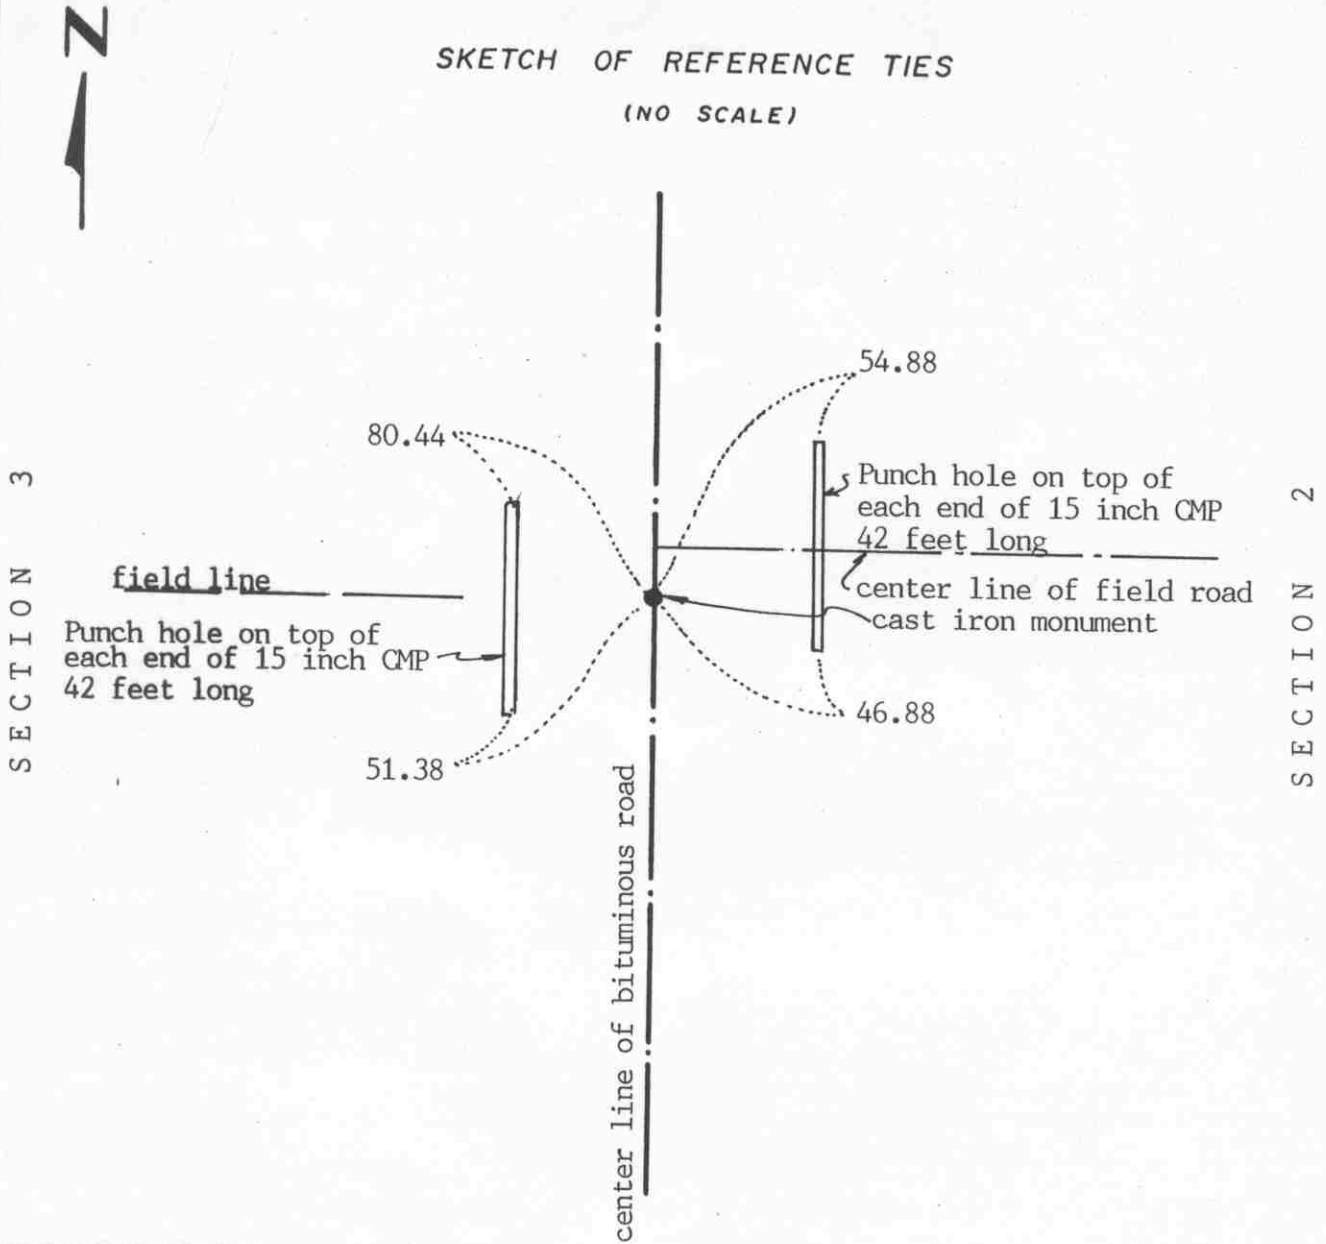 N
SKETCH OF REFERENCE TIES
(NO SCALE)
54.88
80.44
Punch hole on top of
each end of 15 inch CMP
42 feet long
center line of field road
cast iron monument
field line
Punch hole on top of
each end of 15 inch CMP
42 feet long
46.88
51.38
SECTION 3
SECTION 2
center line of bituminous road